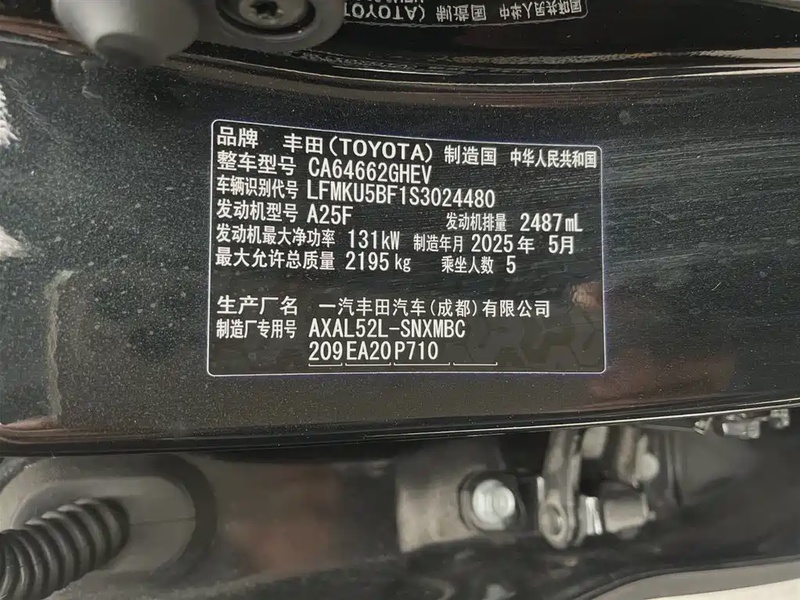 品牌 丰田(TOYOTA) 制造国 中华人民共和国
整车型号 CA64662GHEV
车辆识别代号 LFMKU5BF1S3024480
发动机型号 A25F 发动机排量 2487mL
发动机最大净功率 131kW 制造年月 2025年 5月
最大允许总质量 2195kg 乘坐人数 5
生产厂名 一汽丰田汽车(成都)有限公司
制造厂专用号 AXAL52L-SNXMBC
209EA20P710